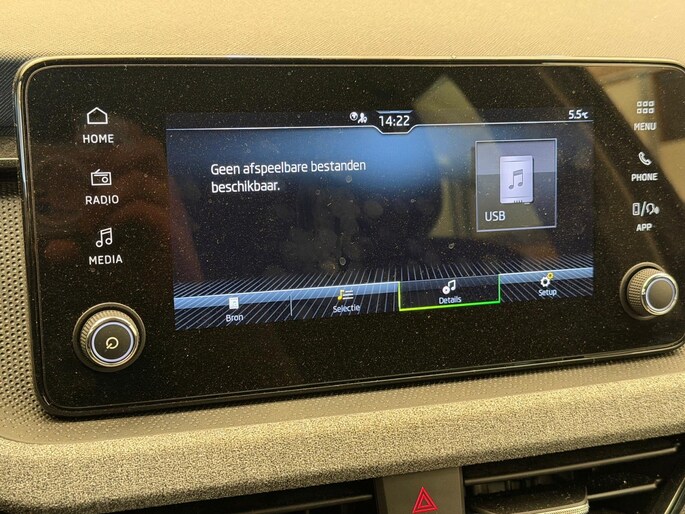 HOME
RADIO
MEDIA
14:22
5.5°C
Geen afspeelbare bestanden
beschikbaar.
USB
Bron
Selectie
Details
Setup
MENU
PHONE
APP